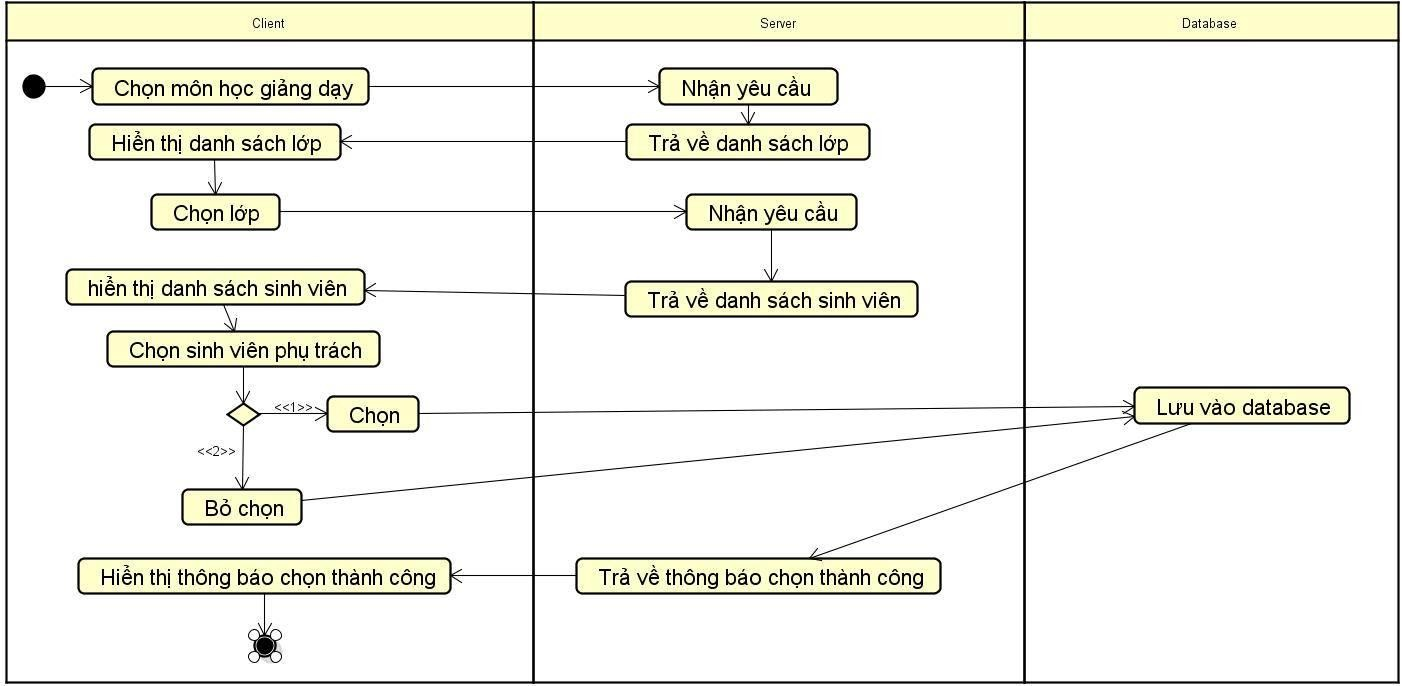 Client
Server
Database
Chọn môn học giảng dạy
Nhận yêu cầu
Hiển thị danh sách lớp
Trả về danh sách lớp
Chọn lớp
Nhận yêu cầu
hiển thị danh sách sinh viên
Trả về danh sách sinh viên
Chọn sinh viên phụ trách
<<1>>
Chọn
Lưu vào database
<<2>>
Bỏ chọn
Hiển thị thông báo chọn thành công
Trả về thông báo chọn thành công